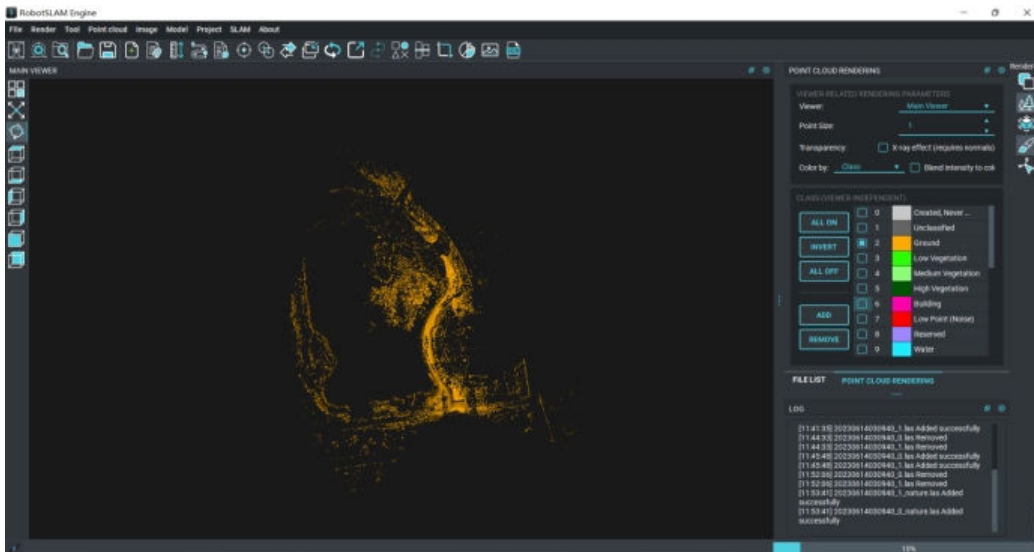 RobotSLAM Engine
File Render Tool Point cloud Image Model Project SLAM About
MAIN VIEWER
POINT CLOUD RENDERING
Render
VIEWER RELATED RENDERING PARAMETERS
Viewer: Main Viewer
Point Size: 1
Transparency: X-ray effect (requires normals)
Color by: Class Blend intensity to col
CLASS (VIEWER INDEPENDENT)
ALL ON
INVERT
ALL OFF
ADD
REMOVE
0 Created, Never ...
1 Unclassified
2 Ground
3 Low Vegetation
4 Medium Vegetation
5 High Vegetation
6 Building
7 Low Point (Noise)
8 Reserved
9 Water
FILE LIST POINT CLOUD RENDERING
LOG
[11:41:35] 20230614030940_1.las Added successfully
[11:44:33] 20230614030940_0.las Removed
[11:44:33] 20230614030940_1.las Removed
[11:45:48] 20230614030940_0.las Added successfully
[11:45:48] 20230614030940_1.las Added successfully
[11:52:06] 20230614030940_0.las Removed
[11:52:06] 20230614030940_1.las Removed
[11:53:41] 20230614030940_1_nature.las Added
successfully
[11:53:41] 20230614030940_0_nature.las Added
successfully